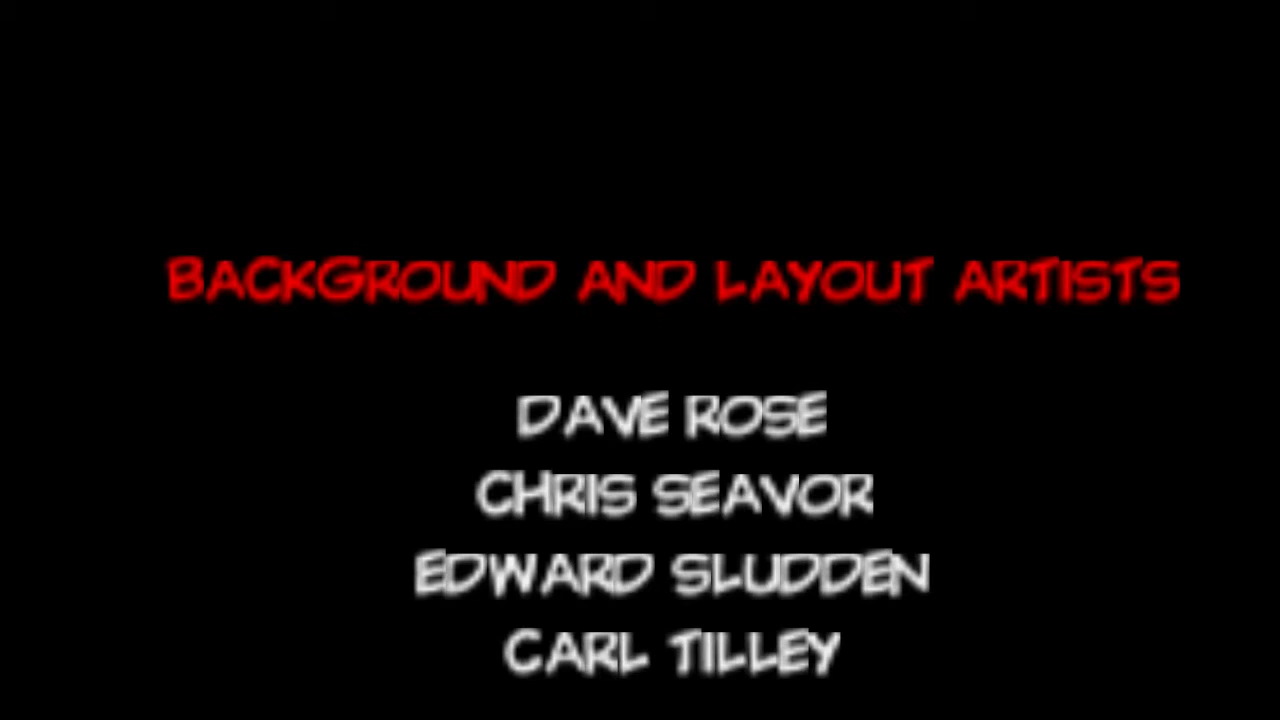 BACKGROUND AND LAYOUT ARTISTS
DAVE ROSE
CHRIS SEAVOR
EDWARD SLUDDEN
CARL TILLEY